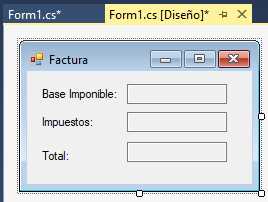 Form1.cs*
Form1.cs [Diseño]*
Factura
Base Imponible:
Impuestos:
Total: